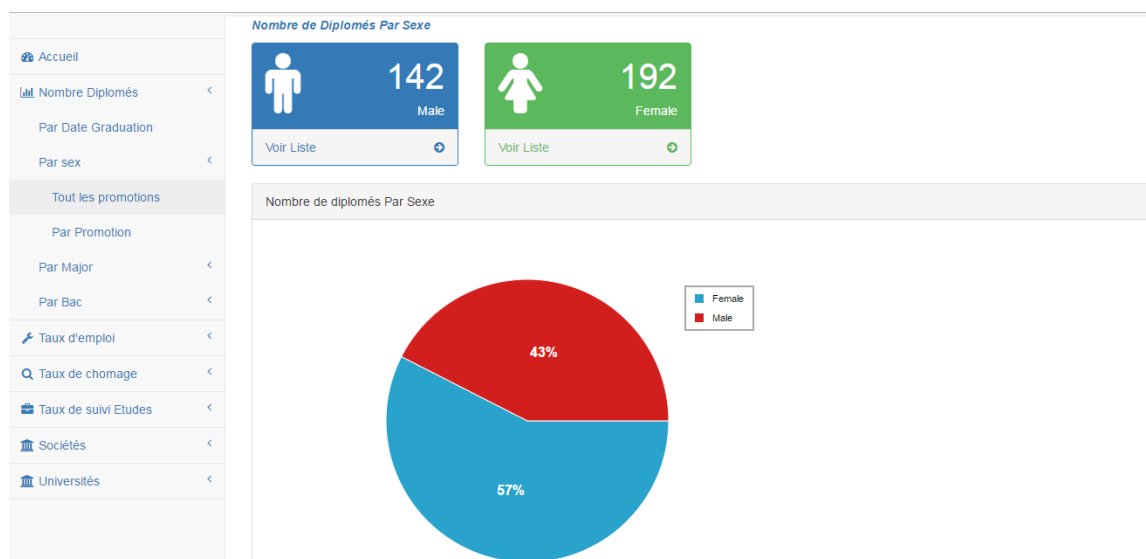 Nombre de Diplomés Par Sexe
Accueil
Nombre Diplomés
Par Date Graduation
Par sex
Tout les promotions
Par Promotion
Par Major
Par Bac
Taux d'emploi
Taux de chomage
Taux de suivi Etudes
Sociétés
Universités
142
Male
Voir Liste
192
Female
Voir Liste
Nombre de diplomés Par Sexe
43%
57%
Female
Male